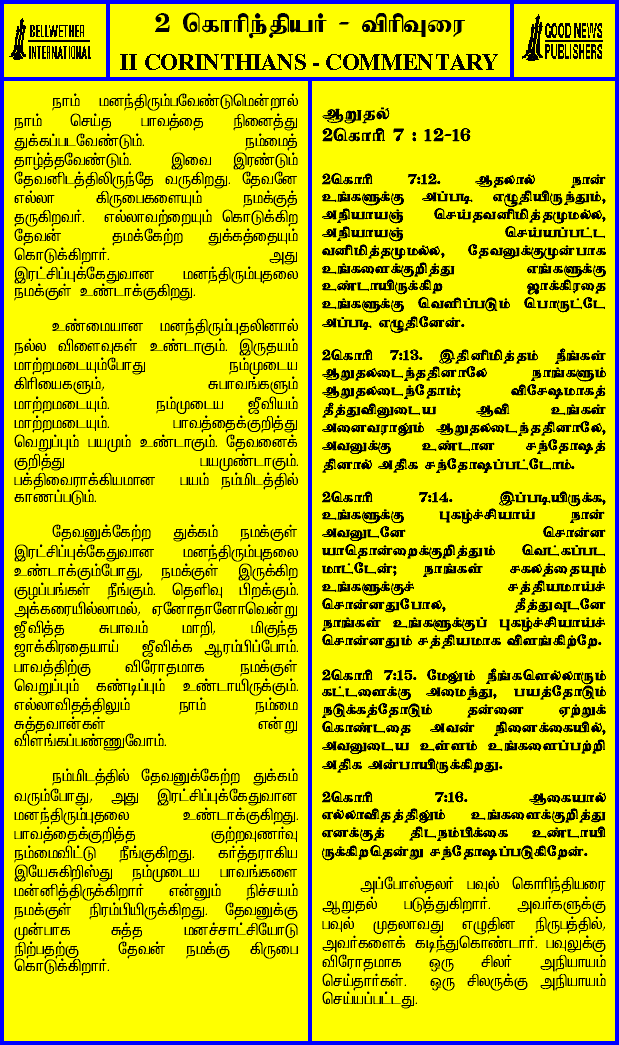 BELLWETHER
INTERNATIONAL
2 கொரிந்தியர் - விரிவுரை
II CORINTHIANS - COMMENTARY
GOOD NEWS
PUBLISHERS
நாம் மனந்திரும்பவேண்டுமென்றால்
நாம் செய்த பாவத்தை நினைத்து
துக்கப்படவேண்டும். நம்மைத்
தாழ்த்தவேண்டும். இவை இரண்டும்
தேவனிடத்திலிருந்தே வருகிறது. தேவனே
எல்லா கிருபைகளையும் நமக்குத்
தருகிறவர். எல்லாவற்றையும் கொடுக்கிற
தேவன் தமக்கேற்ற துக்கத்தையும்
கொடுக்கிறார். அது
இரட்சிப்புக்கேதுவான மனந்திரும்புதலை
நமக்குள் உண்டாக்குகிறது.
உண்மையான மனந்திரும்புதலினால்
நல்ல விளைவுகள் உண்டாகும். இருதயம்
மாற்றமடையும்போது நம்முடைய
கிரியைகளும், சுபாவங்களும்
மாற்றமடையும். நம்முடைய ஜீவியம்
மாற்றமடையும். பாவத்தைக்குறித்து
வெறுப்பும் பயமும் உண்டாகும். தேவனைக்
குறித்து பயமுண்டாகும்.
பக்திவைராக்கியமான பயம் நம்மிடத்தில்
காணப்படும்.
தேவனுக்கேற்ற துக்கம் நமக்குள்
இரட்சிப்புக்கேதுவான மனந்திரும்புதலை
உண்டாக்கும்போது, நமக்குள் இருக்கிற
குழப்பங்கள் நீங்கும். தெளிவு பிறக்கும்.
அக்கரையில்லாமல், ஏனோதானோவென்று
ஜீவித்த சுபாவம் மாறி, மிகுந்த
ஜாக்கிரதையாய் ஜீவிக்க ஆரம்பிப்போம்.
பாவத்திற்கு விரோதமாக நமக்குள்
வெறுப்பும் கண்டிப்பும் உண்டாயிருக்கும்.
எல்லாவிதத்திலும் நாம் நம்மை
சுத்தவான்கள் என்று
விளங்கப்பண்ணுவோம்.
நம்மிடத்தில் தேவனுக்கேற்ற துக்கம்
வரும்போது, அது இரட்சிப்புக்கேதுவான
மனந்திரும்புதலை உண்டாக்குகிறது.
பாவத்தைக்குறித்த குற்றவுணர்வு
நம்மைவிட்டு நீங்குகிறது. கர்த்தராகிய
இயேசுகிறிஸ்து நம்முடைய பாவங்களை
மன்னித்திருக்கிறார் என்னும் நிச்சயம்
நமக்குள் நிரம்பியிருக்கிறது. தேவனுக்கு
முன்பாக சுத்த மனச்சாட்சியோடு
நிற்பதற்கு தேவன் நமக்கு கிருபை
கொடுக்கிறார்.
ஆறுதல்
2கொரி 7 : 12-16
2கொரி 7:12. ஆதலால் நான்
உங்களுக்கு அப்படி எழுதியிருந்தும்,
அநியாயஞ் செய்தவனிமித்தமுமல்ல,
அநியாயஞ் செய்யப்பட்ட
வனிமித்தமுமல்ல, தேவனுக்குமுன்பாக
உங்களைக்குறித்து எங்களுக்கு
உண்டாயிருக்கிற ஜாக்கிரதை
உங்களுக்கு வெளிப்படும் பொருட்டே
அப்படி எழுதினேன்.
2கொரி 7:13. இதினிமித்தம் நீங்கள்
ஆறுதலடைந்ததினாலே நாங்களும்
ஆறுதலடைந்தோம்; விசேஷமாகத்
தீத்துவினுடைய ஆவி உங்கள்
அனைவராலும் ஆறுதலடைந்ததினாலே,
அவனுக்கு உண்டான சந்தோஷத்
தினால் அதிக சந்தோஷப்பட்டோம்.
2கொரி 7:14. இப்படியிருக்க,
உங்களுக்கு புகழ்ச்சியாய் நான்
அவனுடனே சொன்ன
யாதொன்றைக்குறித்தும் வெட்கப்பட
மாட்டேன்; நாங்கள் சகலத்தையும்
உங்களுக்குச் சத்தியமாய்ச்
சொன்னதுபோல, தீத்துவுடனே
நாங்கள் உங்களுக்குப் புகழ்ச்சியாய்ச்
சொன்னதும் சத்தியமாக விளங்கிற்றே.
2கொரி 7:15. மேலும் நீங்களெல்லாரும்
கட்டளைக்கு அமைந்து, பயத்தோடும்
நடுக்கத்தோடும் தன்னை ஏற்றுக்
கொண்டதை அவன் நினைக்கையில்,
அவனுடைய உள்ளம் உங்களைப்பற்றி
அதிக அன்பாயிருக்கிறது.
2கொரி 7:16. ஆகையால்
எல்லாவிதத்திலும் உங்களைக்குறித்து
எனக்குத் திடநம்பிக்கை உண்டாயி
ருக்கிறதென்று சந்தோஷப்படுகிறேன்.
அப்போஸ்தலர் பவுல் கொரிந்தியரை
ஆறுதல் படுத்துகிறார். அவர்களுக்கு
பவுல் முதலாவது எழுதின நிருபத்தில்,
அவர்களைக் கடிந்துகொண்டார். பவுலுக்கு
விரோதமாக ஒரு சிலர் அநியாயம்
செய்தார்கள். ஒரு சிலருக்கு அநியாயம்
செய்யப்பட்டது.